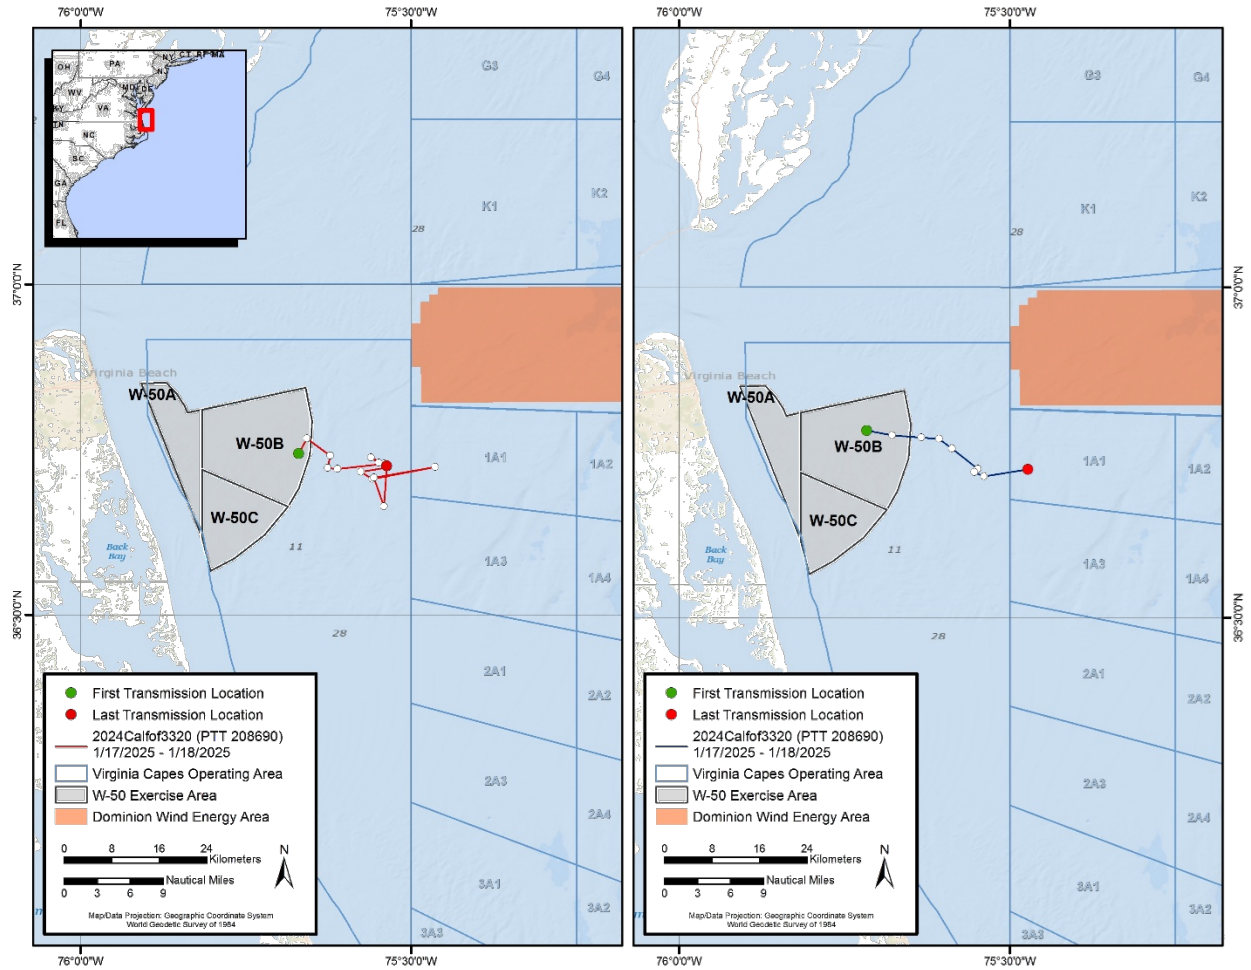 76°0'0"W
75°30'0"W
76°0'0"W
75°30'0"W
37°0'0"N
36°30'0"N
NY
CT
RI
MA
PA
NJ
OH
MD
DE
WV
VA
KY
TN
NC
SC
GA
FL
G3
G4
K1
K2
28
Virginia Beach
W-50A
W-50B
W-50C
1A1
1A2
11
Back
Bay
1A3
1A4
28
2A1
2A2
2A3
2A4
3A1
3A2
3A3
First Transmission Location
Last Transmission Location
2024Calfof3320 (PTT 208690)
1/17/2025 - 1/18/2025
Virginia Capes Operating Area
W-50 Exercise Area
Dominion Wind Energy Area
0 8 16 24
Kilometers
N
Nautical Miles
0 3 6 9
Map/Data Projection: Geographic Coordinate System
World Geodetic Survey of 1984
76°0'0"W
75°30'0"W
G3
G4
K1
K2
28
Virginia Beach
W-50A
W-50B
W-50C
1A1
1A2
11
Back
Bay
1A3
1A4
28
2A1
2A2
2A3
2A4
3A1
3A2
3A3
First Transmission Location
Last Transmission Location
2024Calfof3320 (PTT 208690)
1/17/2025 - 1/18/2025
Virginia Capes Operating Area
W-50 Exercise Area
Dominion Wind Energy Area
0 8 16 24
Kilometers
N
Nautical Miles
0 3 6 9
Map/Data Projection: Geographic Coordinate System
World Geodetic Survey of 1984
37°0'0"N
36°30'0"N
76°0'0"W
75°30'0"W